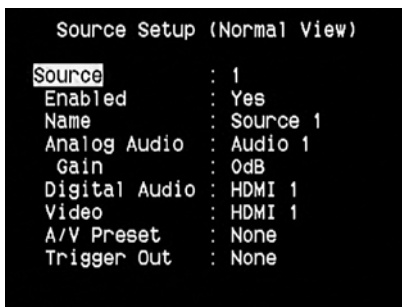 Source Setup (Normal View)
Source : 1
Enabled : Yes
Name : Source 1
Analog Audio : Audio 1
Gain : 0dB
Digital Audio : HDMI 1
Video : HDMI 1
A/V Preset : None
Trigger Out : None